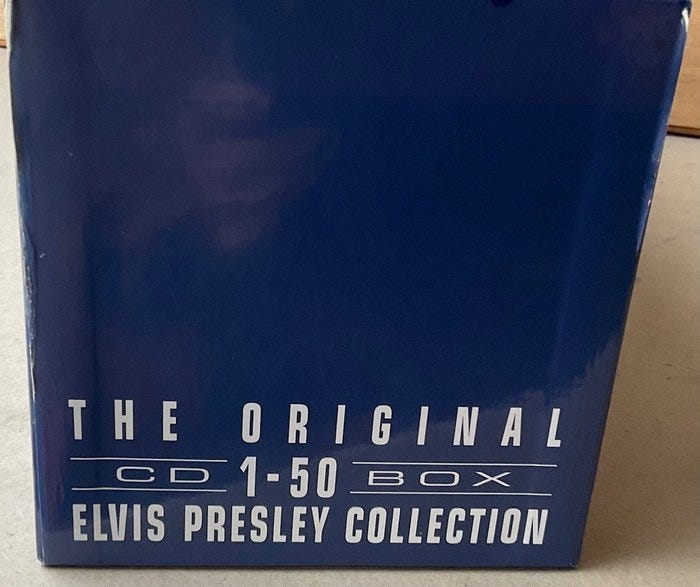 THE ORIGINAL
CD 1-50 BOX
ELVIS PRESLEY COLLECTION